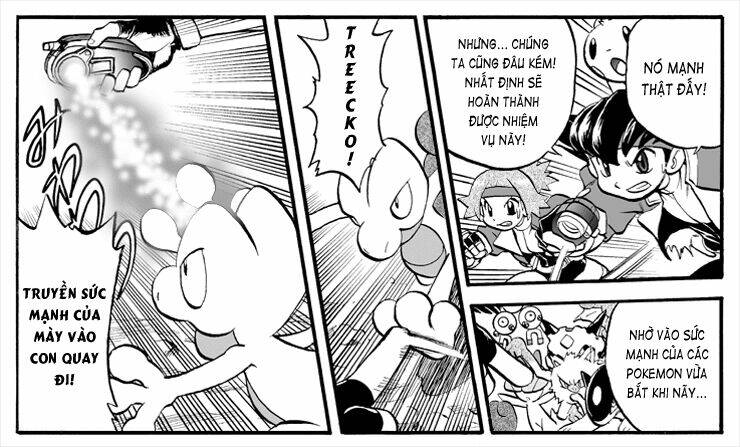 NÓ MẠNH
THẬT ĐẤY!
NHƯNG... CHÚNG
TA CŨNG ĐÂU KÉM!
NHẤT ĐỊNH SẼ
HOÀN THÀNH
ĐƯỢC NHIỆM
VỤ NÀY!
NHỜ VÀO SỨC
MẠNH CỦA CÁC
POKEMON VỪA
BẮT KHI NÃY...
TREECKO!
TRUYỀN SỨC
MẠNH CỦA
MÀY VÀO
CON QUAY
ĐI!